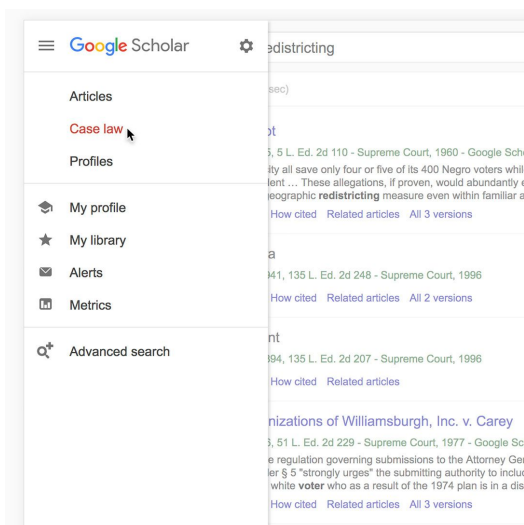 Google Scholar
edistricting
Articles
Case law
Profiles
My profile
My library
Alerts
Metrics
Advanced search
sec)
ot
5, 5 L. Ed. 2d 110 - Supreme Court, 1960 - Google Sch
ity all save only four or five of its 400 Negro voters whil
lent … These allegations, if proven, would abundantly e
eographic redistricting measure even within familiar a
How cited Related articles All 3 versions
a
941, 135 L. Ed. 2d 248 - Supreme Court, 1996
How cited Related articles All 2 versions
nt
394, 135 L. Ed. 2d 207 - Supreme Court, 1996
How cited Related articles
nizations of Williamsburgh, Inc. v. Carey
6, 51 L. Ed. 2d 229 - Supreme Court, 1977 - Google Sc
e regulation governing submissions to the Attorney Ger
ler § 5 "strongly urges" the submitting authority to inclu
white voter who as a result of the 1974 plan is in a dis
How cited Related articles All 3 versions